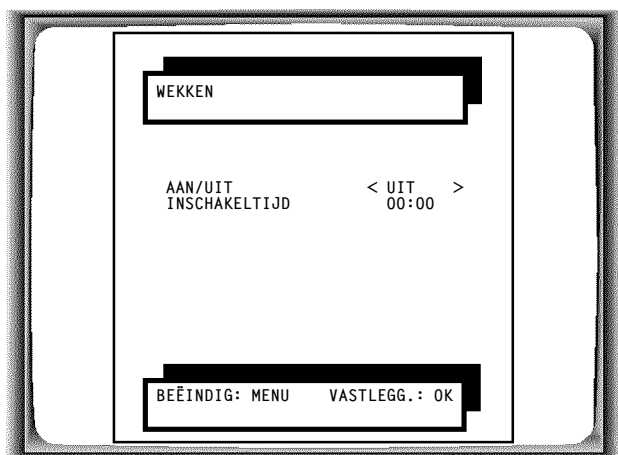 WEKKEN
AAN/UIT < UIT >
INSCHAKELTIJD 00:00
BEËINDIG: MENU VASTLEGG.: OK